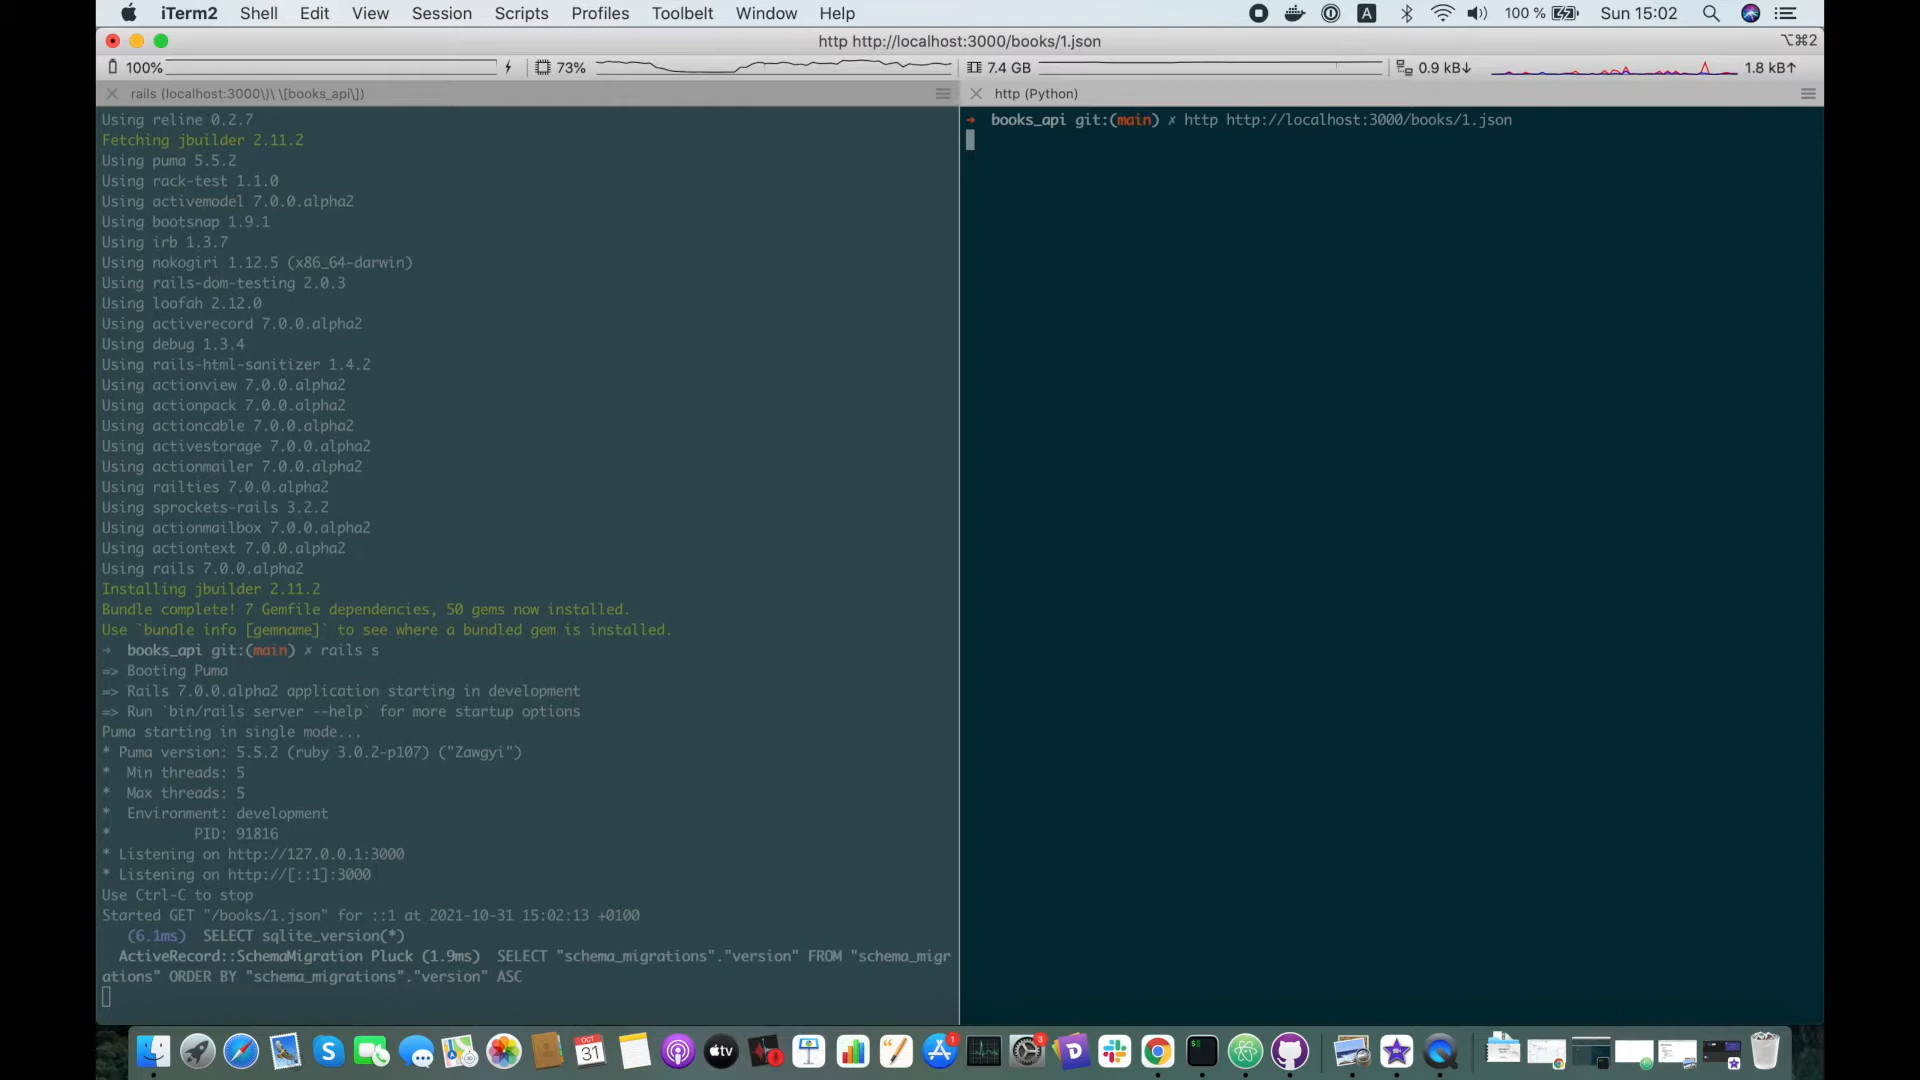 iTerm2 Shell Edit View Session Scripts Profiles Toolbelt Window Help A 100 % Sun 15:02
http http://localhost:3000/books/1.json ⌥⌘2
100% 73% 7.4 GB 0.9 kB↓ 1.8 kB↑
rails (localhost:3000\)\ \[books_api\])
Using reline 0.2.7
Fetching jbuilder 2.11.2
Using puma 5.5.2
Using rack-test 1.1.0
Using activemodel 7.0.0.alpha2
Using bootsnap 1.9.1
Using irb 1.3.7
Using nokogiri 1.12.5 (x86_64-darwin)
Using rails-dom-testing 2.0.3
Using loofah 2.12.0
Using activerecord 7.0.0.alpha2
Using debug 1.3.4
Using rails-html-sanitizer 1.4.2
Using actionview 7.0.0.alpha2
Using actionpack 7.0.0.alpha2
Using actioncable 7.0.0.alpha2
Using activestorage 7.0.0.alpha2
Using actionmailer 7.0.0.alpha2
Using railties 7.0.0.alpha2
Using sprockets-rails 3.2.2
Using actionmailbox 7.0.0.alpha2
Using actiontext 7.0.0.alpha2
Using rails 7.0.0.alpha2
Installing jbuilder 2.11.2
Bundle complete! 7 Gemfile dependencies, 50 gems now installed.
Use `bundle info [gemname]` to see where a bundled gem is installed.
➜ books_api git:(main) ✗ rails s
=> Booting Puma
=> Rails 7.0.0.alpha2 application starting in development
=> Run `bin/rails server --help` for more startup options
Puma starting in single mode...
* Puma version: 5.5.2 (ruby 3.0.2-p107) ("Zawgyi")
* Min threads: 5
* Max threads: 5
* Environment: development
* PID: 91816
* Listening on http://127.0.0.1:3000
* Listening on http://[::1]:3000
Use Ctrl-C to stop
Started GET "/books/1.json" for ::1 at 2021-10-31 15:02:13 +0100
(6.1ms) SELECT sqlite_version(*)
ActiveRecord::SchemaMigration Pluck (1.9ms) SELECT "schema_migrations"."version" FROM "schema_migr
ations" ORDER BY "schema_migrations"."version" ASC
http (Python)
➜ books_api git:(main) ✗ http http://localhost:3000/books/1.json
OCT
31
tv
1
3